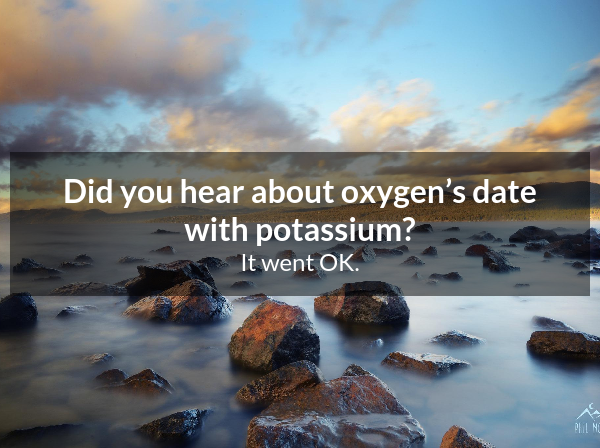 Did you hear about oxygen’s date
with potassium?
It went OK.